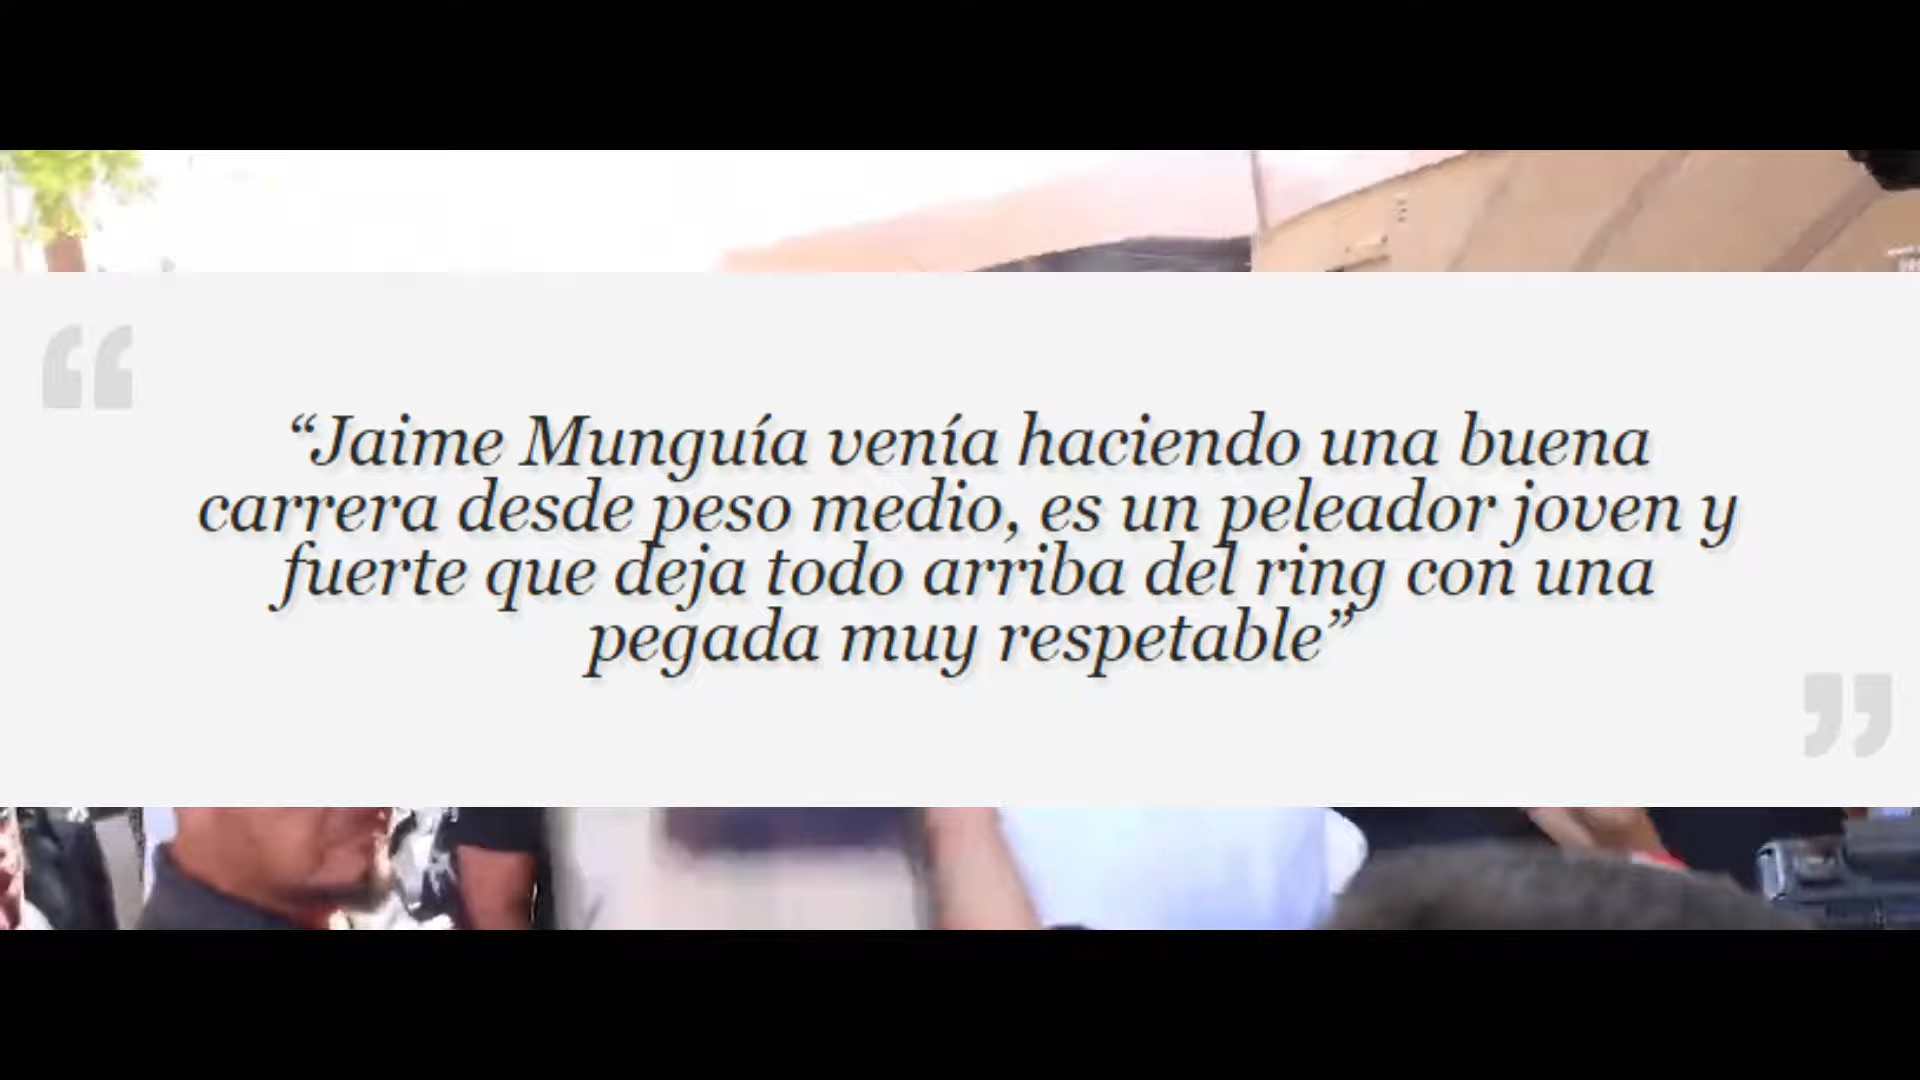 “Jaime Munguía venía haciendo una buena
carrera desde peso medio, es un peleador joven y
fuerte que deja todo arriba del ring con una
pegada muy respetable”